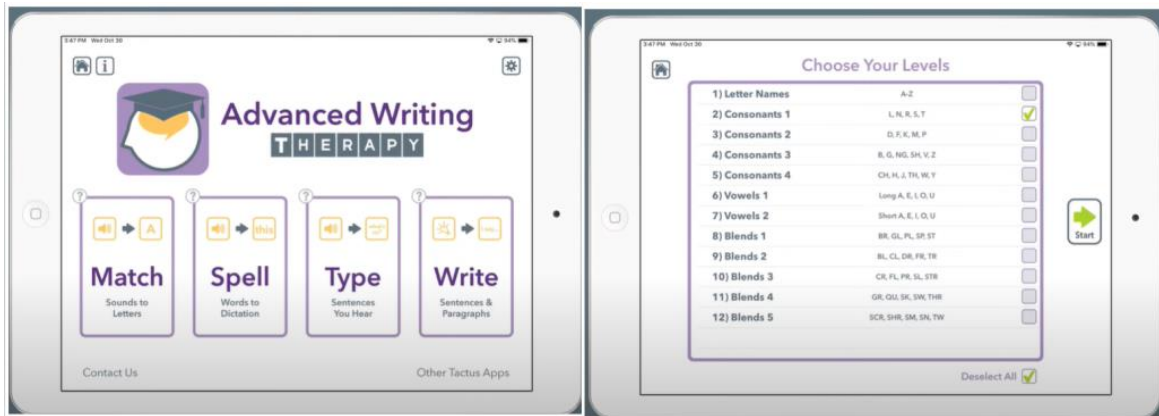 3:47 PM Wed Oct 30
94%
i
Advanced Writing
THERAPY
? ? ? ?
A
this
Match
Sounds to
Letters
Spell
Words to
Dictation
Type
Sentences
You Hear
Write
Sentences &
Paragraphs
Contact Us
Other Tactus Apps
3:47 PM Wed Oct 30
94%
Choose Your Levels
1) Letter Names A-Z
2) Consonants 1 L, N, R, S, T
3) Consonants 2 D, F, K, M, P
4) Consonants 3 B, G, NG, SH, V, Z
5) Consonants 4 CH, H, J, TH, W, Y
6) Vowels 1 Long A, E, I, O, U
7) Vowels 2 Short A, E, I, O, U
8) Blends 1 BR, GL, PL, SP, ST
9) Blends 2 BL, CL, DR, FR, TR
10) Blends 3 CR, FL, PR, SL, STR
11) Blends 4 GR, QU, SK, SW, THR
12) Blends 5 SCR, SHR, SM, SN, TW
Start
Deselect All